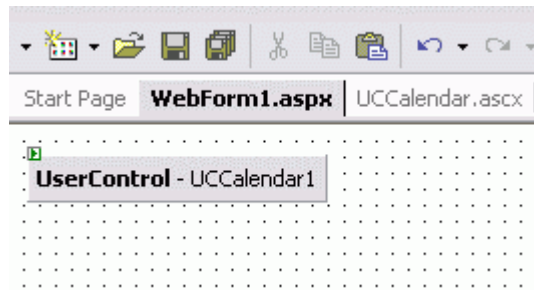 Start Page WebForm1.aspx UCCalendar.ascx
UserControl - UCCalendar1